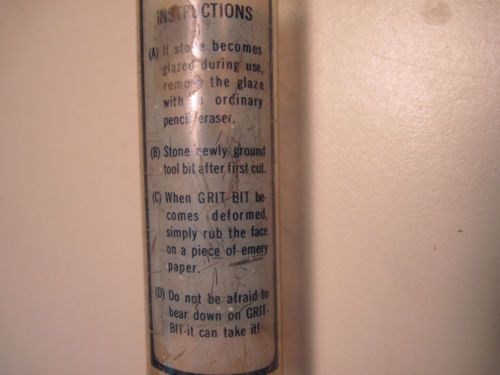 INSTRUCTIONS
(A) If stone becomes
glazed during use,
remove the glaze
with an ordinary
pencil eraser.
(B) Stone newly ground
tool bit after first cut.
(C) When GRIT-BIT be-
comes deformed,
simply rub the face
on a piece of emery
paper.
(D) Do not be afraid to
bear down on GRIT-
BIT-it can take it!